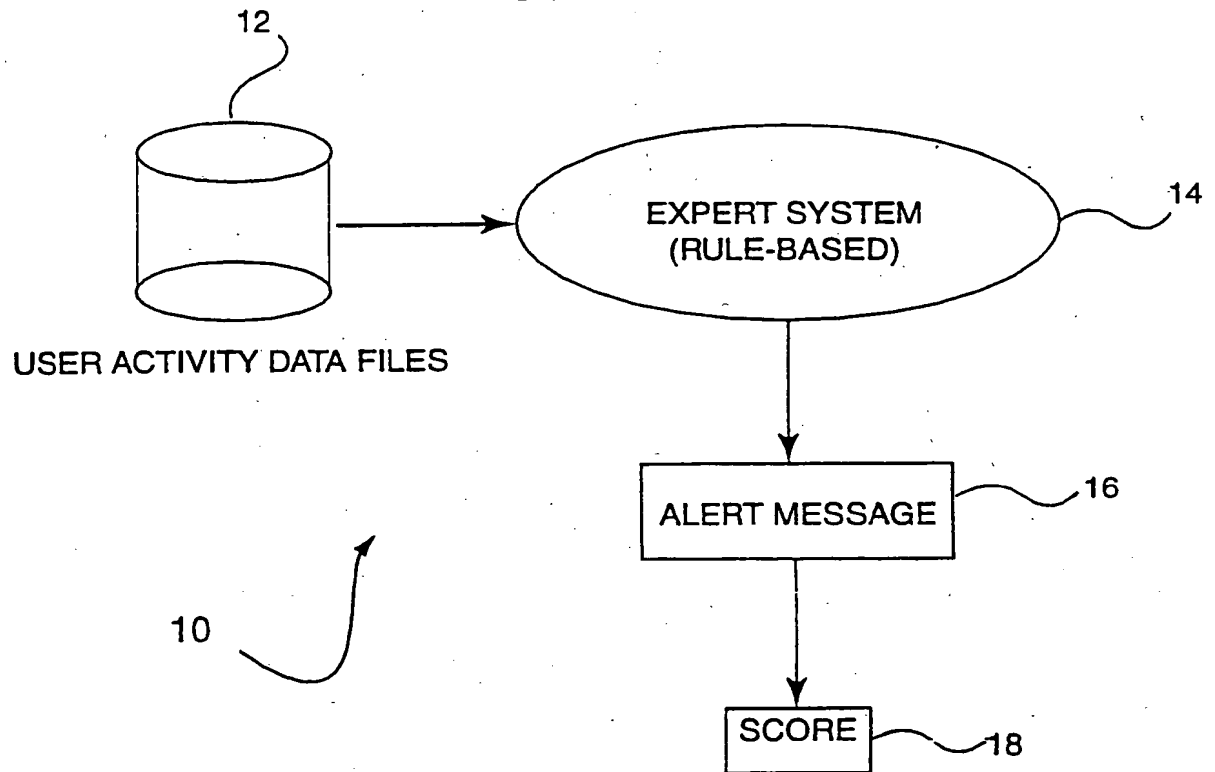 12
EXPERT SYSTEM
(RULE-BASED)
14
USER ACTIVITY DATA FILES
ALERT MESSAGE
16
10
SCORE
18